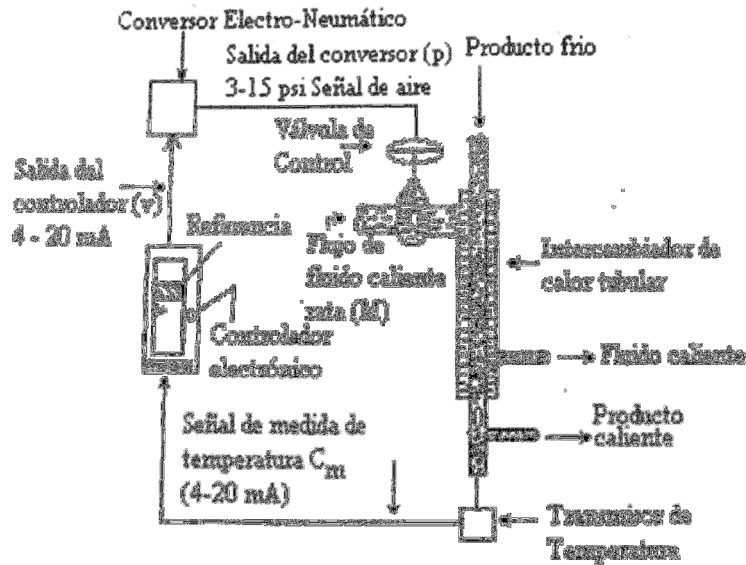 Conversor Electro-Neumático
Salida del conversor (p)
3-15 psi Señal de aire
Producto frio
Válvula de
Control
Salida del
controlador (v)
4 - 20 mA
Referencia
Flujo de
fluido caliente
rata (M)
Intercambiador de
calor tubular
Controlador
electrónico
Fluido caliente
Producto
caliente
Señal de medida de
temperatura Cm
(4-20 mA)
Transmisor de
Temperatura